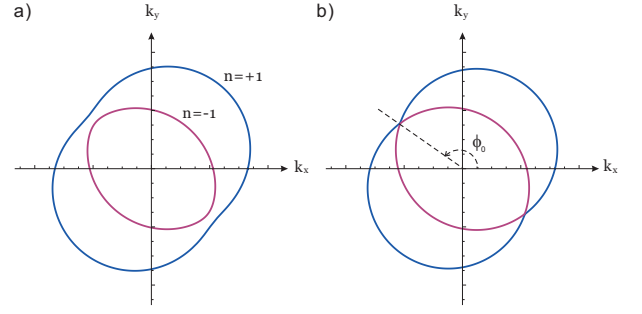 a)
k_y
n=+1
n=-1
k_x
b)
k_y
ϕ_0
k_x